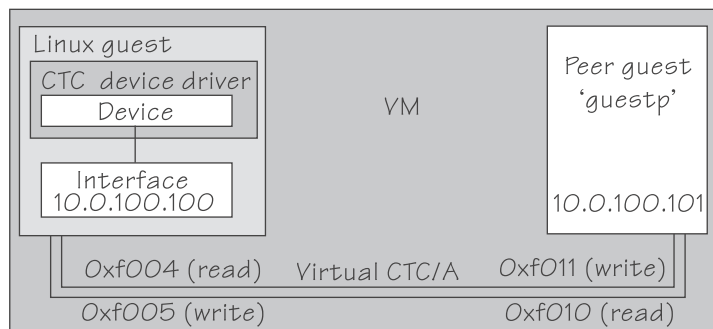 Linux guest
CTC device driver
Device
Interface
10.0.100.100
VM
Peer guest
‘guestp’
10.0.100.101
0xf004 (read)
Virtual CTC/A
0xf011 (write)
0xf005 (write)
0xf010 (read)